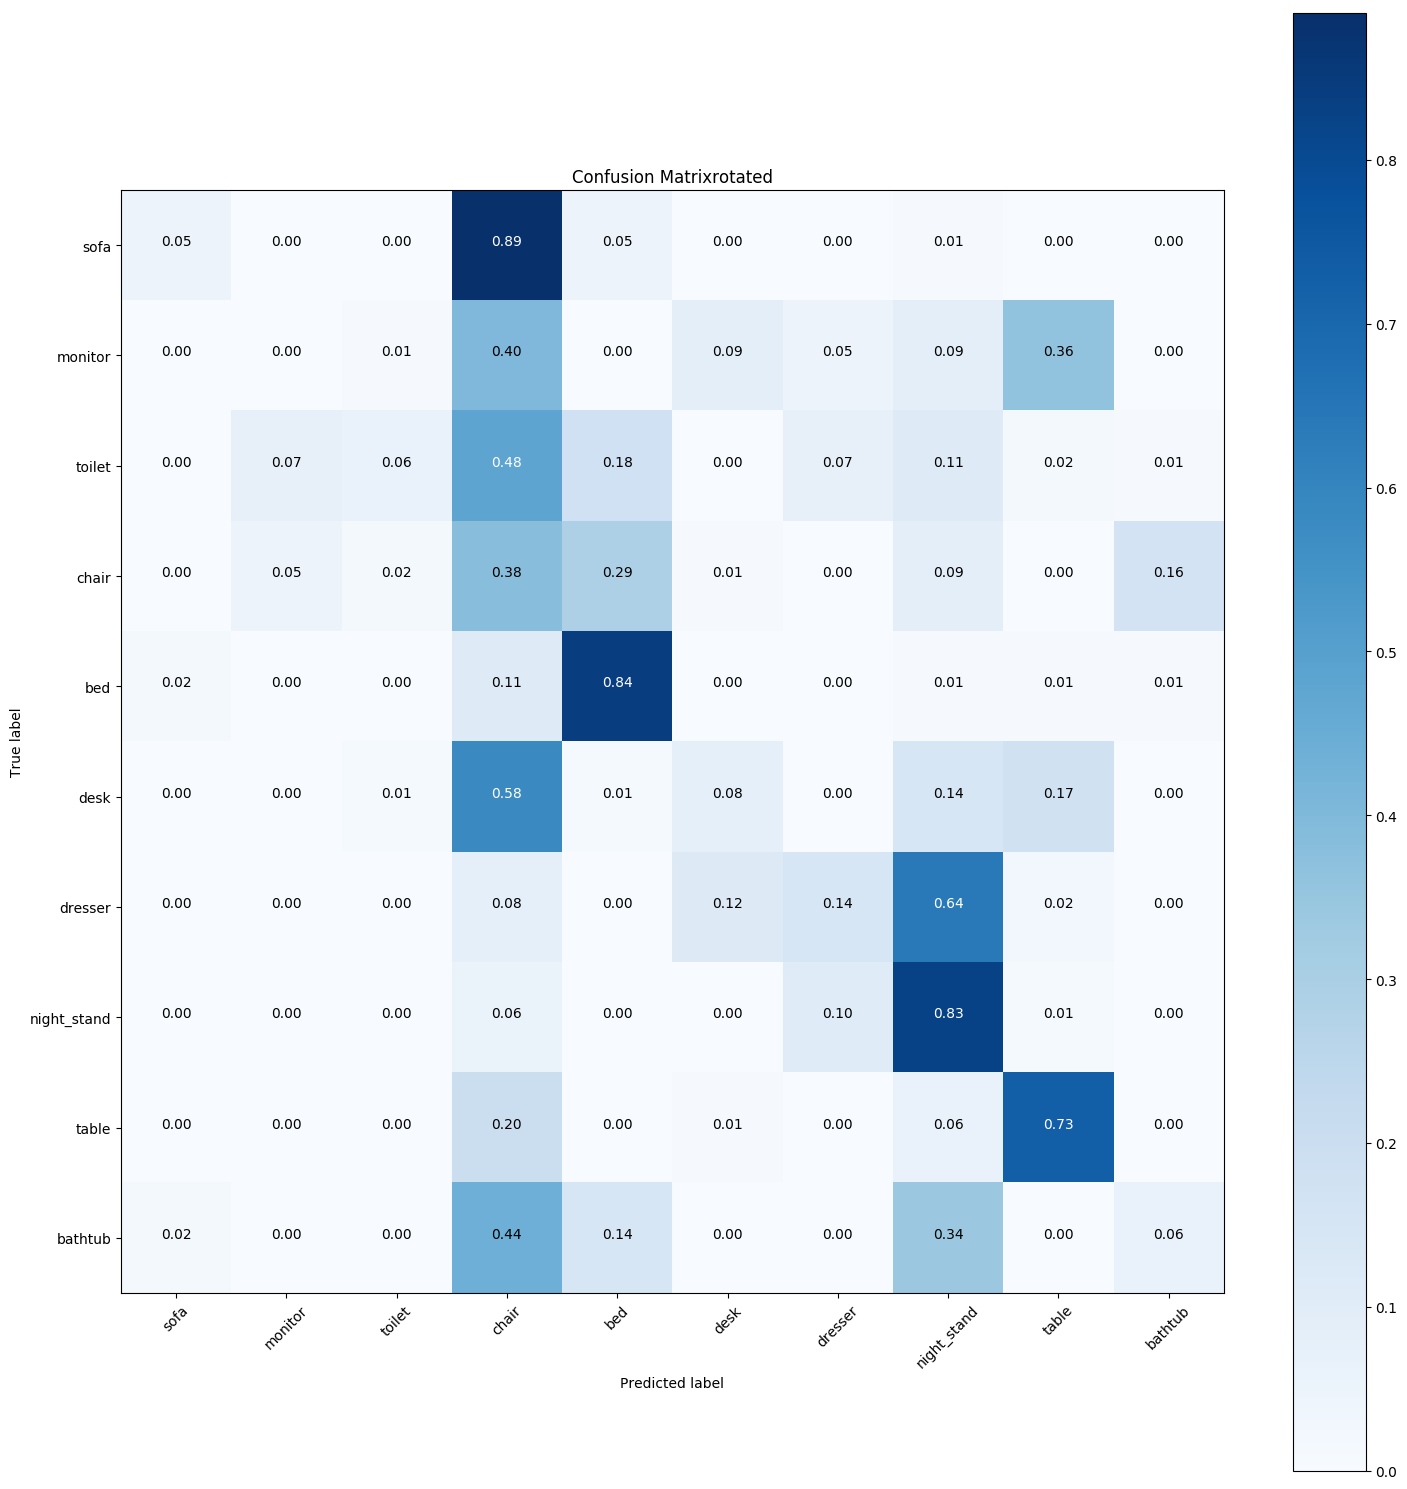 Confusion Matrixrotated
sofa 0.05 0.00 0.00 0.89 0.05 0.00 0.00 0.01 0.00 0.00
monitor 0.00 0.00 0.01 0.40 0.00 0.09 0.05 0.09 0.36 0.00
toilet 0.00 0.07 0.06 0.48 0.18 0.00 0.07 0.11 0.02 0.01
chair 0.00 0.05 0.02 0.38 0.29 0.01 0.00 0.09 0.00 0.16
bed 0.02 0.00 0.00 0.11 0.84 0.00 0.00 0.01 0.01 0.01
desk 0.00 0.00 0.01 0.58 0.01 0.08 0.00 0.14 0.17 0.00
dresser 0.00 0.00 0.00 0.08 0.00 0.12 0.14 0.64 0.02 0.00
night_stand 0.00 0.00 0.00 0.06 0.00 0.00 0.10 0.83 0.01 0.00
table 0.00 0.00 0.00 0.20 0.00 0.01 0.00 0.06 0.73 0.00
bathtub 0.02 0.00 0.00 0.44 0.14 0.00 0.00 0.34 0.00 0.06
sofa monitor toilet chair bed desk dresser night_stand table bathtub
Predicted label
True label
0.8
0.7
0.6
0.5
0.4
0.3
0.2
0.1
0.0